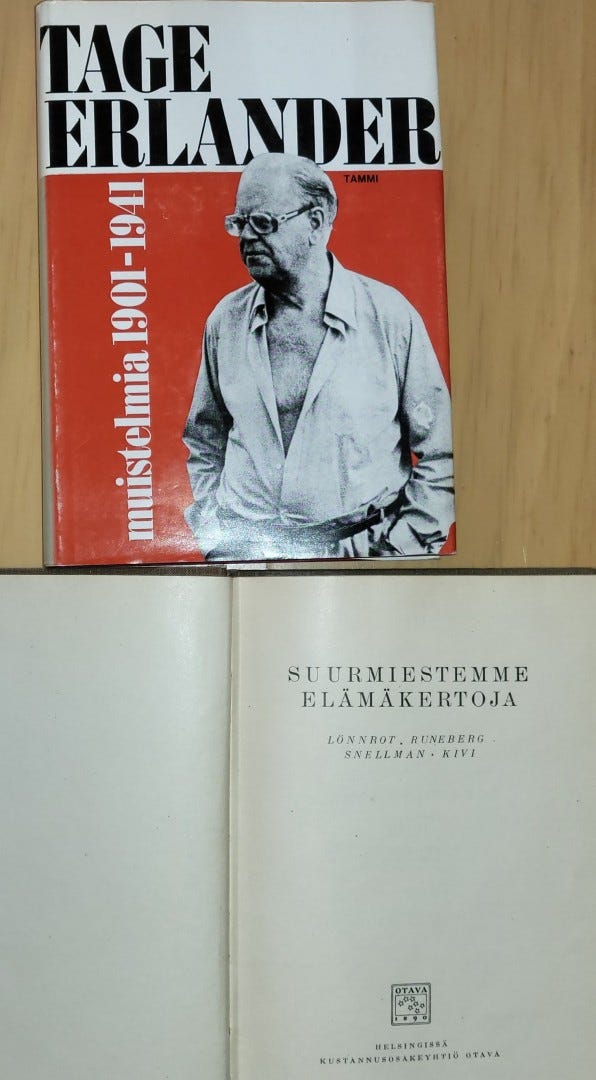 TAGE
ERLANDER
TAMMI
muistelmia 1901-1941
SUURMIESTEMME
ELÄMÄKERTOJA
LÖNNROT . RUNEBERG
SNELLMAN · KIVI
OTAVA
1890
HELSINGISSÄ
KUSTANNUSOSAKEYHTIÖ OTAVA